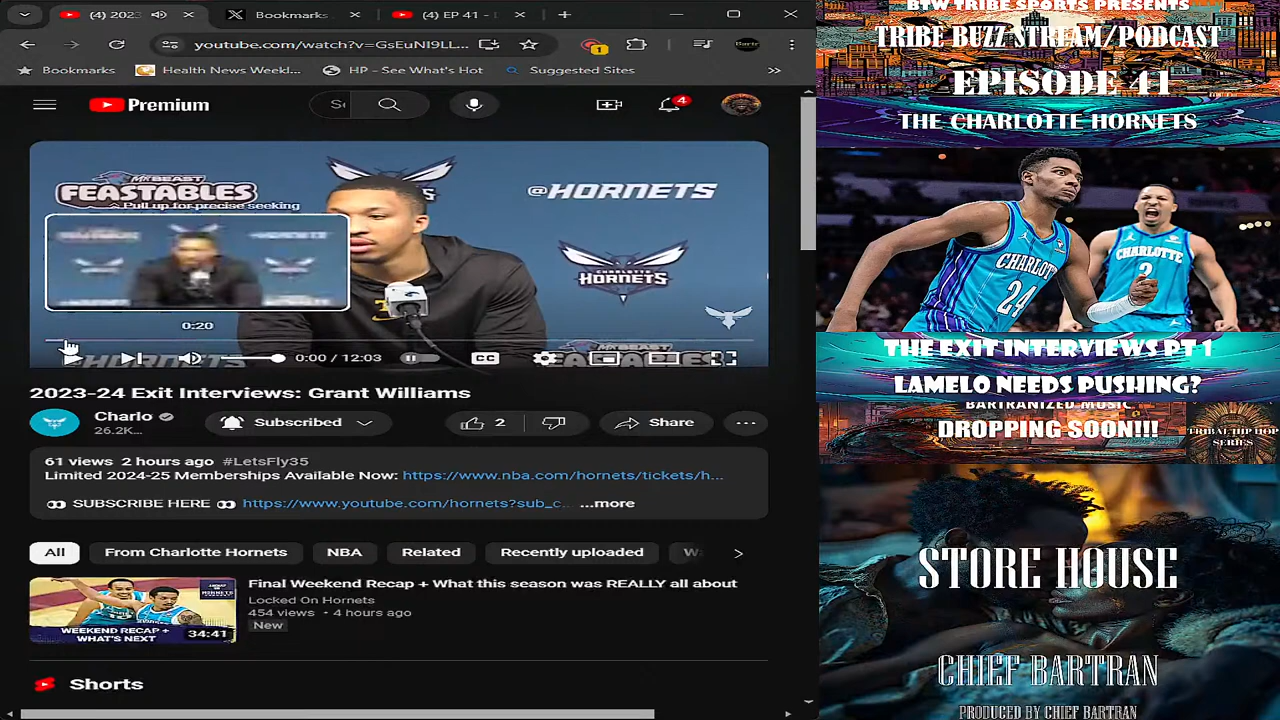 (4) 2023
Bookmarks
(4) EP 41 -
youtube.com/watch?v=GsEuNI9LL...
1
Bartr
Bookmarks
Health News Weekl...
HP - See What's Hot
Suggested Sites
Premium
4
MRBEAST
FEASTABLES
@HORNETS
Pull up for precise seeking
CHARLOTTE
HORNETS
0:20
0:00 / 12:03
CC
2023-24 Exit Interviews: Grant Williams
Charlo
26.2K...
Subscribed
2
Share
61 views 2 hours ago #LetsFly35
Limited 2024-25 Memberships Available Now: https://www.nba.com/hornets/tickets/h...
SUBSCRIBE HERE https://www.youtube.com/hornets?sub_c... ...more
All
From Charlotte Hornets
NBA
Related
Recently uploaded
Final Weekend Recap + What this season was REALLY all about
Locked On Hornets
454 views • 4 hours ago
New
WEEKEND RECAP +
WHAT'S NEXT
34:41
Shorts
BTW TRIBE SPORTS PRESENTS
TRIBE BUZZ STREAM/PODCAST
EPISODE 41
THE CHARLOTTE HORNETS
CHARLOTTE
24
CHARLOTTE
2
THE EXIT INTERVIEWS PT 1
LAMELO NEEDS PUSHING?
BARTRANIZED MUSIC
DROPPING SOON!!!
TRIBAL HIP HOP
SERIES
STORE HOUSE
CHIEF BARTRAN
PRODUCED BY CHIEF BARTRAN